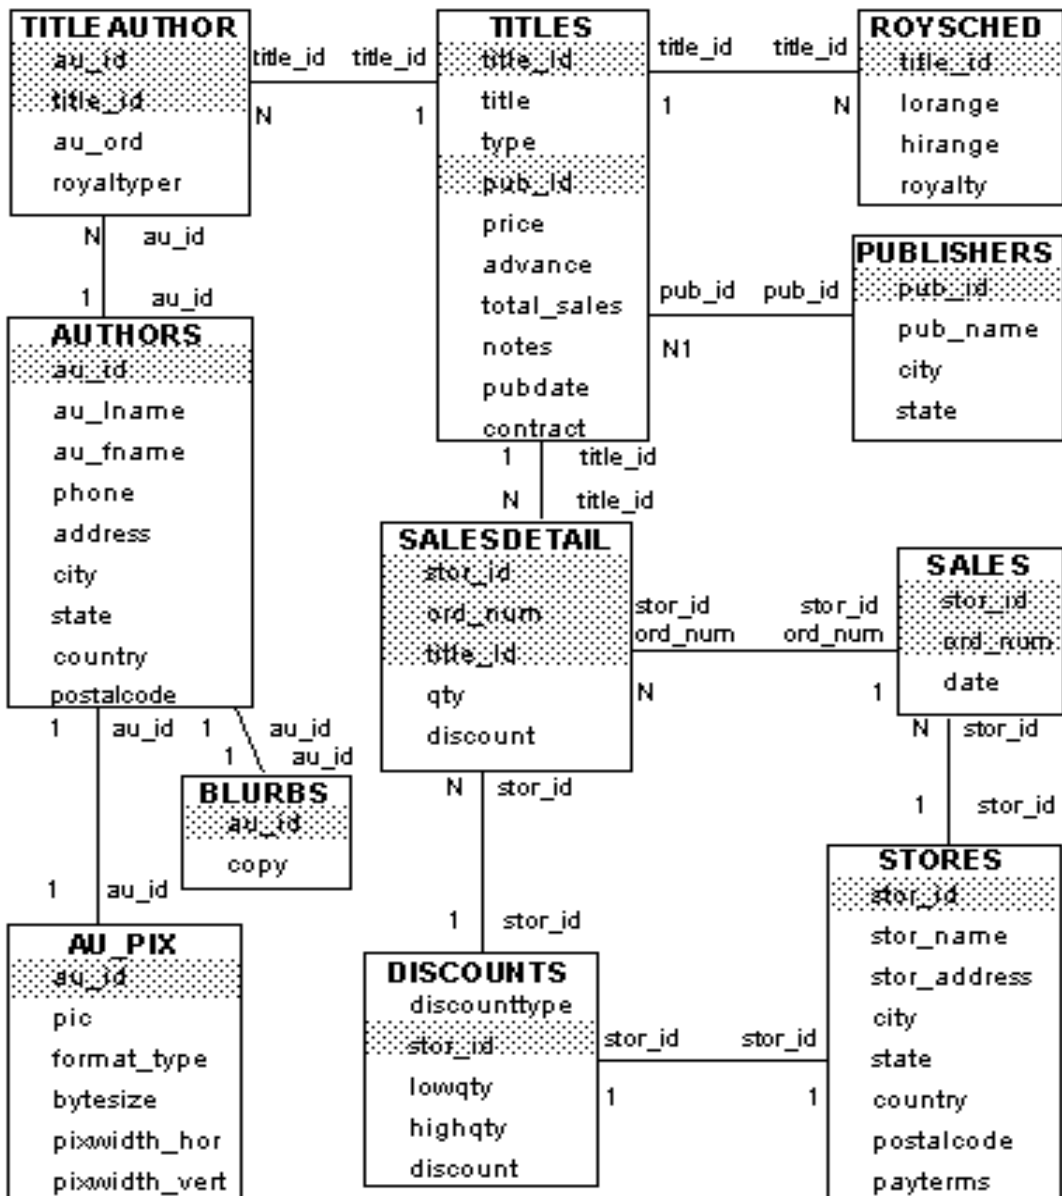 TITLEAUTHOR
au_id
title_id
au_ord
royaltyper
title_id title_id
N 1
TITLES
title_id
title
type
pub_id
price
advance
total_sales
notes
pubdate
contract
title_id title_id
1 N
ROYSCHED
title_id
lorange
hirange
royalty
pub_id pub_id
N1
PUBLISHERS
pub_id
pub_name
city
state
N au_id
1 au_id
AUTHORS
au_id
au_lname
au_fname
phone
address
city
state
country
postalcode
1 title_id
N title_id
SALESDETAIL
stor_id
ord_num
title_id
qty
discount
stor_id stor_id
ord_num ord_num
N 1
SALES
stor_id
ord_num
date
1 au_id
1 au_id
1 au_id
1 au_id
BLURBS
au_id
copy
AU_PIX
au_id
pic
format_type
bytesize
pixwidth_hor
pixwidth_vert
N stor_id
1 stor_id
DISCOUNTS
discounttype
stor_id
lowqty
highqty
discount
stor_id stor_id
1 1
N stor_id
1 stor_id
STORES
stor_id
stor_name
stor_address
city
state
country
postalcode
payterms